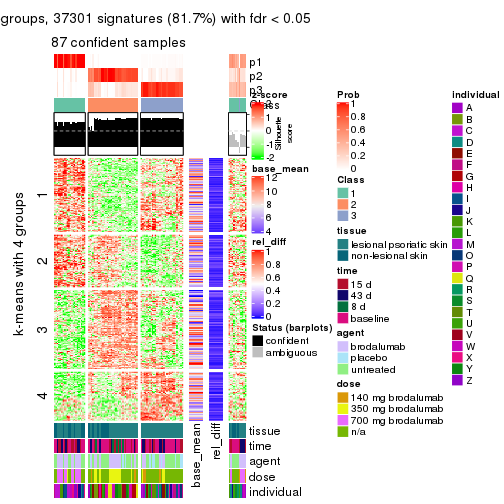 groups, 37301 signatures (81.7%) with fdr < 0.05
87 confident samples
p1
p2
p3
Class
z-score
1
0
-1
-2
1
0.5
0
Silhouette
score
base_mean
12
10
8
6
4
rel_diff
1
0.8
0.6
0.4
0.2
0
Status (barplots)
confident
ambiguous
k-means with 4 groups
1
2
3
4
tissue
time
agent
dose
individual
base_mean
rel_diff
Prob
1
0.8
0.6
0.4
0.2
0
Class
1
2
3
tissue
lesional psoriatic skin
non-lesional skin
time
15 d
43 d
8 d
baseline
agent
brodalumab
placebo
untreated
dose
140 mg brodalumab
350 mg brodalumab
700 mg brodalumab
n/a
individual
A
B
C
D
E
F
G
H
I
J
K
L
M
O
P
Q
R
S
T
U
V
W
X
Y
Z